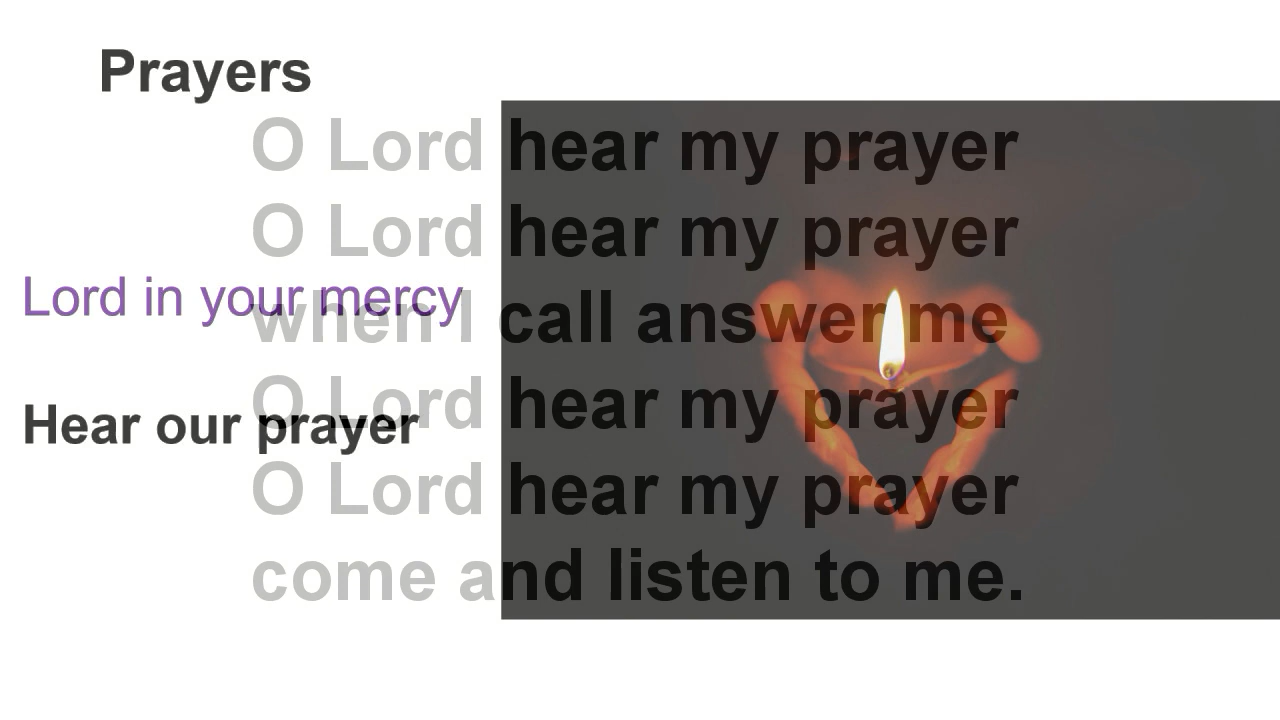 Prayers
O Lord hear my prayer
O Lord hear my prayer
Lord in your mercy
when I call answer me
O Lord hear my prayer
Hear our prayer
O Lord hear my prayer
come and listen to me.